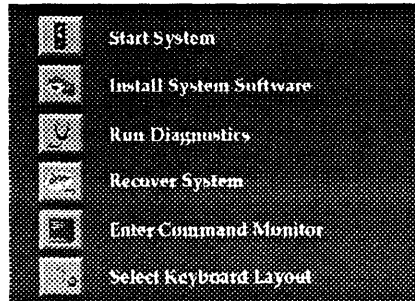 Start System
Install System Software
Run Diagnostics
Recover System
Enter Command Monitor
Select Keyboard Layout